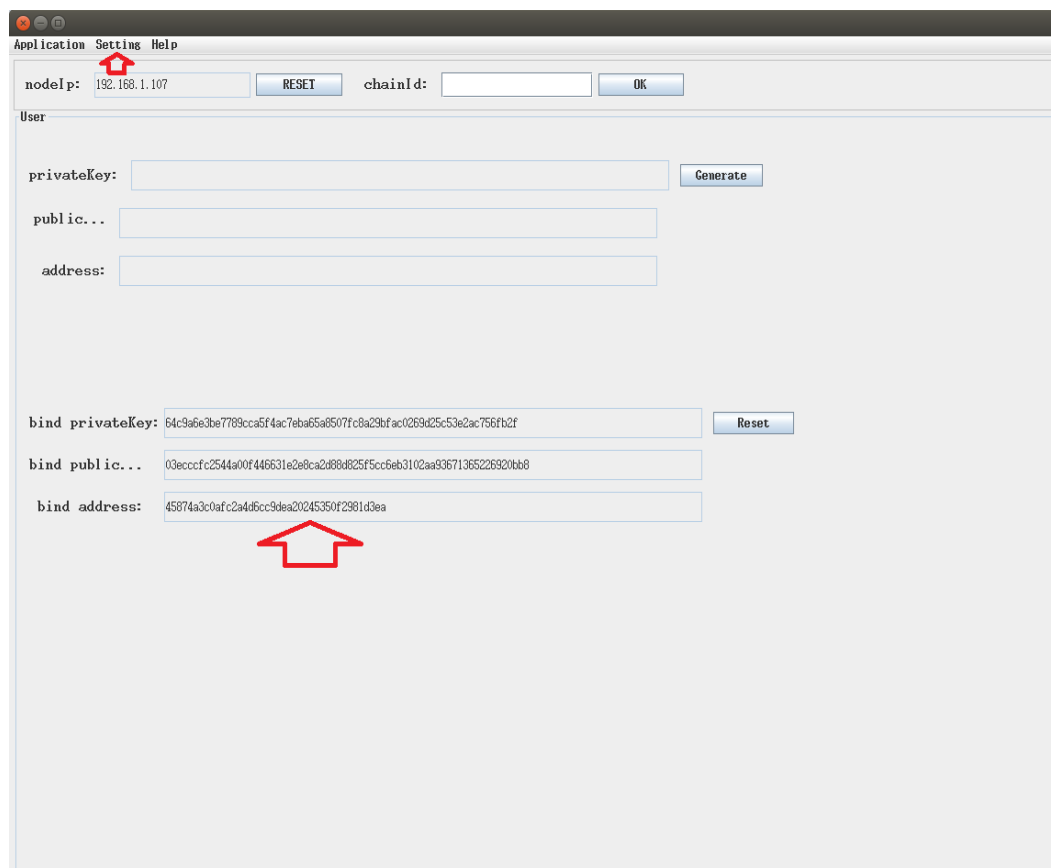 Application Setting Help
nodeIp: 192.168.1.107 RESET chainId: OK
User
privateKey: Generate
public...
address:
bind privateKey: 64c9a6e3be7789cca5f4ac7eba65a8507fc8a29bfac0269d25c53e2ac756fb2f Reset
bind public... 03ecccfc2544a00f446631e2e8ca2d88d825f5cc6eb3102aa93671365226920bb8
bind address: 45874a3c0afc2a4d6cc9dea20245350f2981d3ea